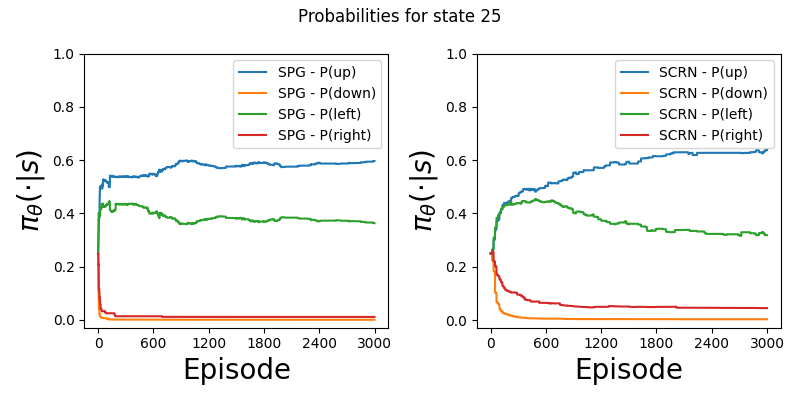 Probabilities for state 25
1.0
0.8
0.6
0.4
0.2
0.0
π_θ(·|s)
SPG - P(up)
SPG - P(down)
SPG - P(left)
SPG - P(right)
0 600 1200 1800 2400 3000
Episode
1.0
0.8
0.6
0.4
0.2
0.0
π_θ(·|s)
SCRN - P(up)
SCRN - P(down)
SCRN - P(left)
SCRN - P(right)
0 600 1200 1800 2400 3000
Episode